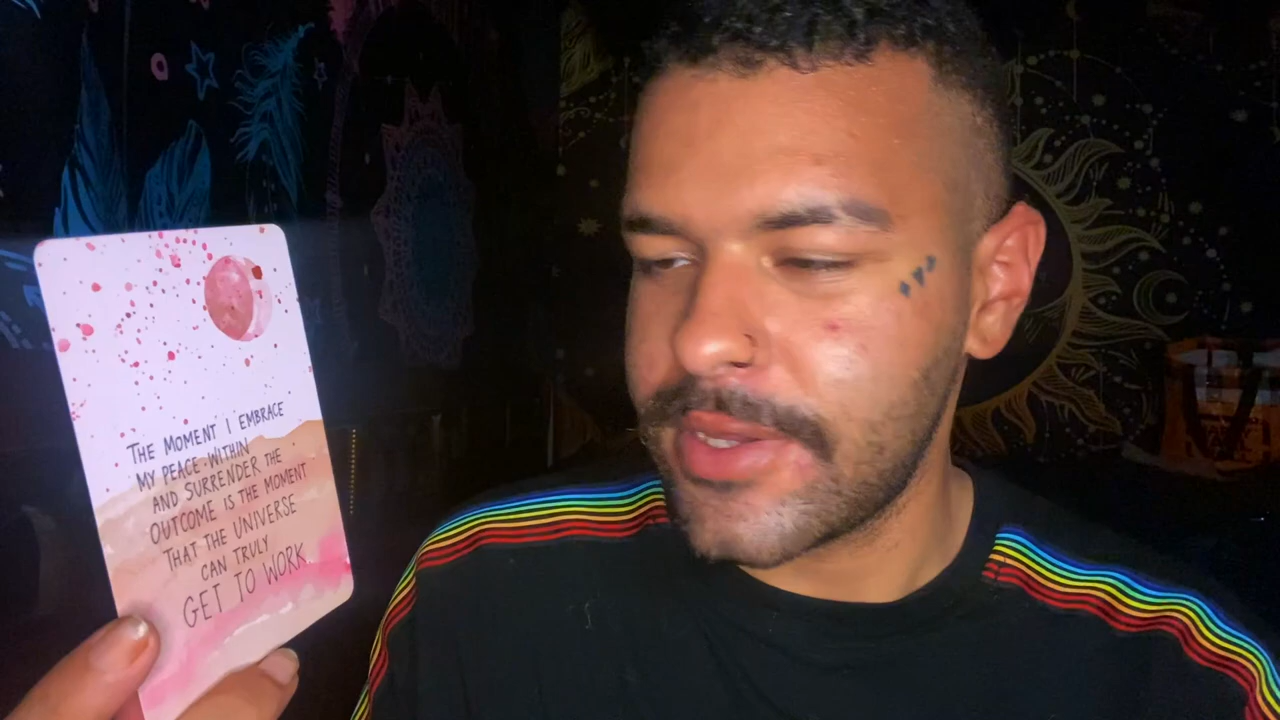 THE MOMENT I EMBRACE
MY PEACE WITHIN
AND SURRENDER THE
OUTCOME IS THE MOMENT
THAT THE UNIVERSE
CAN TRULY
GET TO WORK.